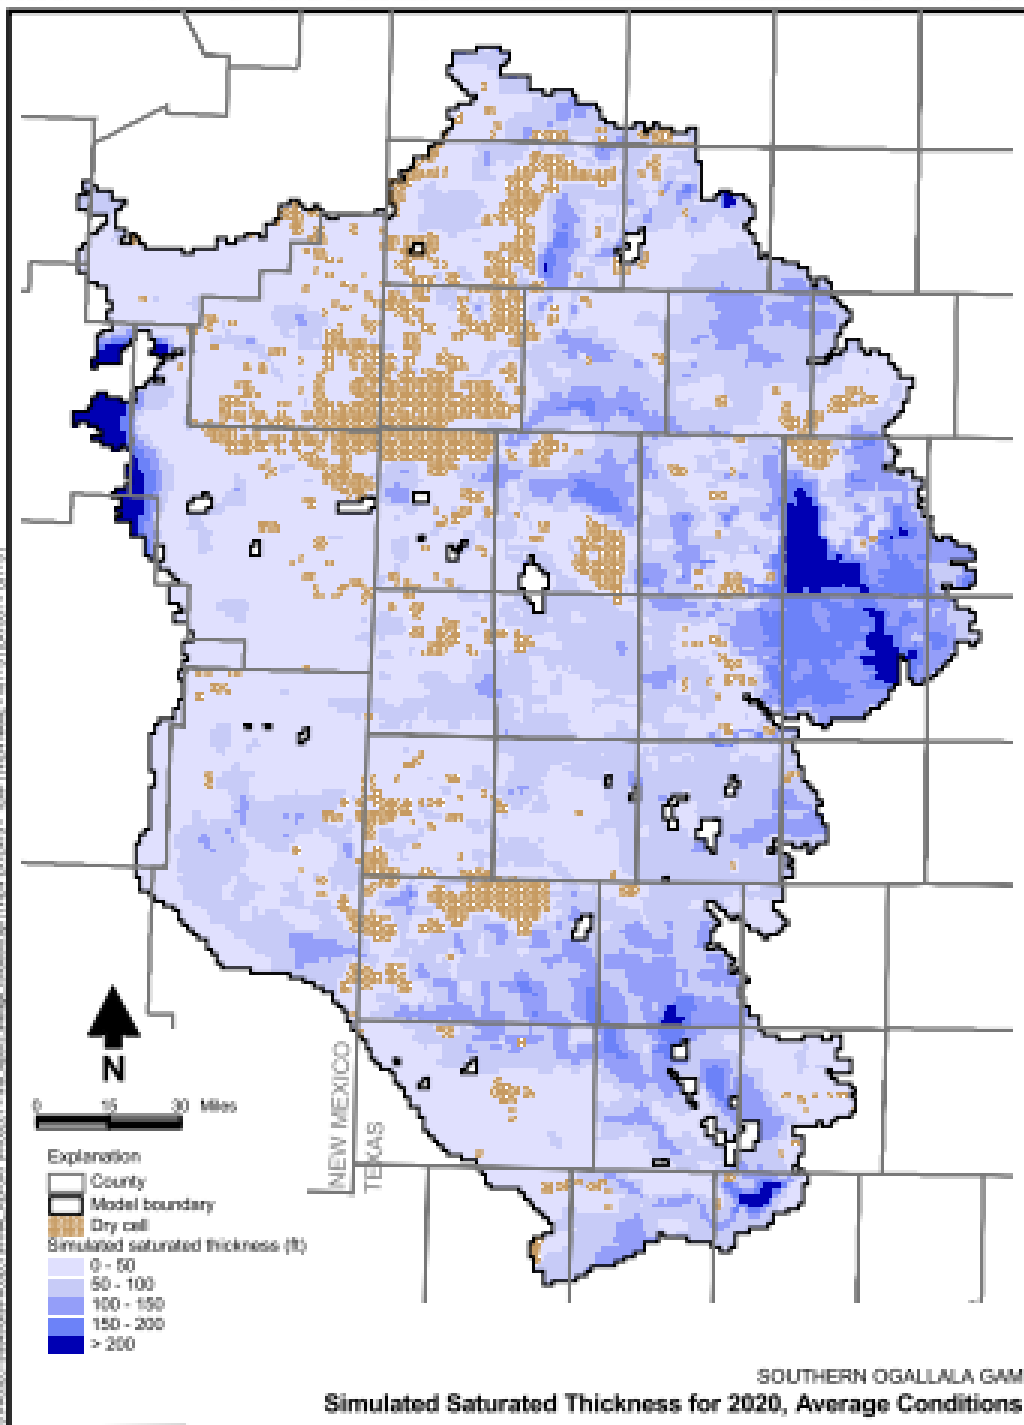 N
0 15 30 Miles
NEW MEXICO
TEXAS
Explanation
County
Model boundary
Dry cell
Simulated saturated thickness (ft)
0 - 50
50 - 100
100 - 150
150 - 200
> 200
SOUTHERN OGALLALA GAM
Simulated Saturated Thickness for 2020, Average Conditions